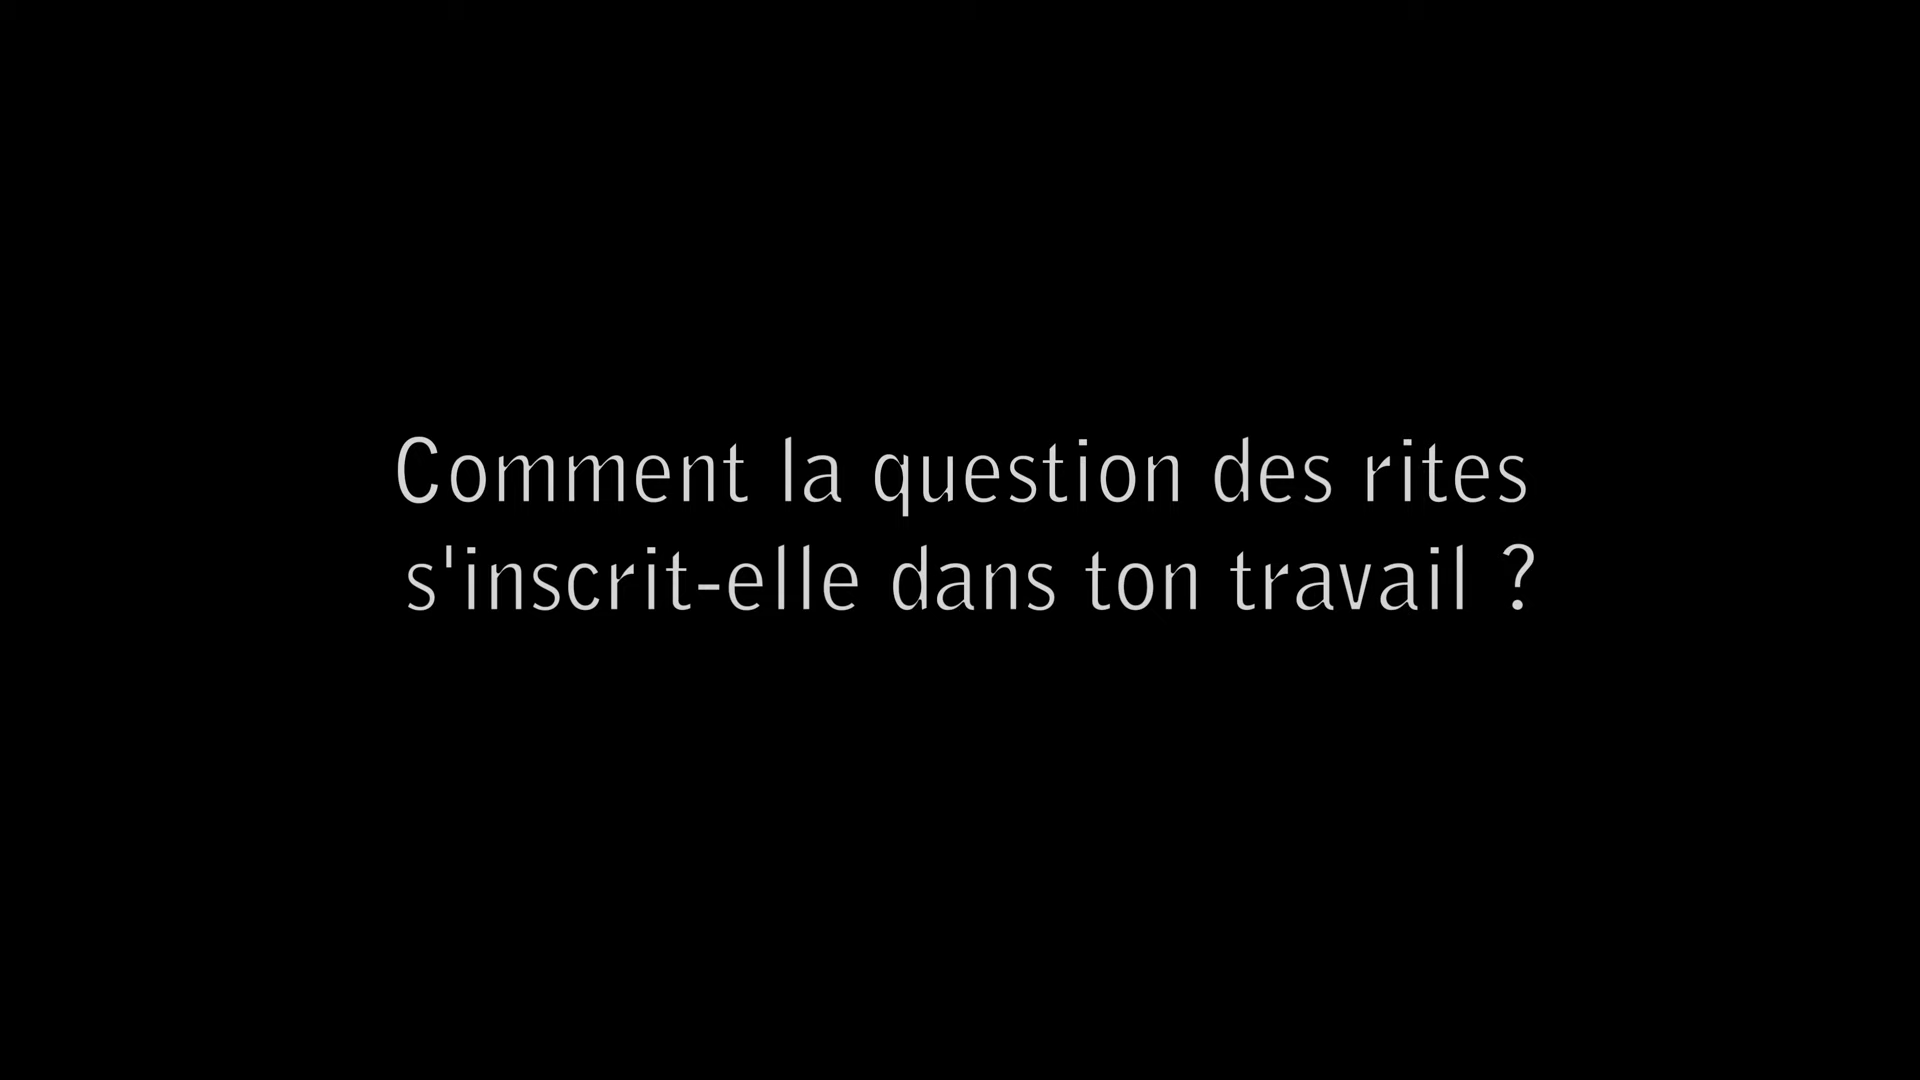 Comment la question des rites
s'inscrit-elle dans ton travail ?